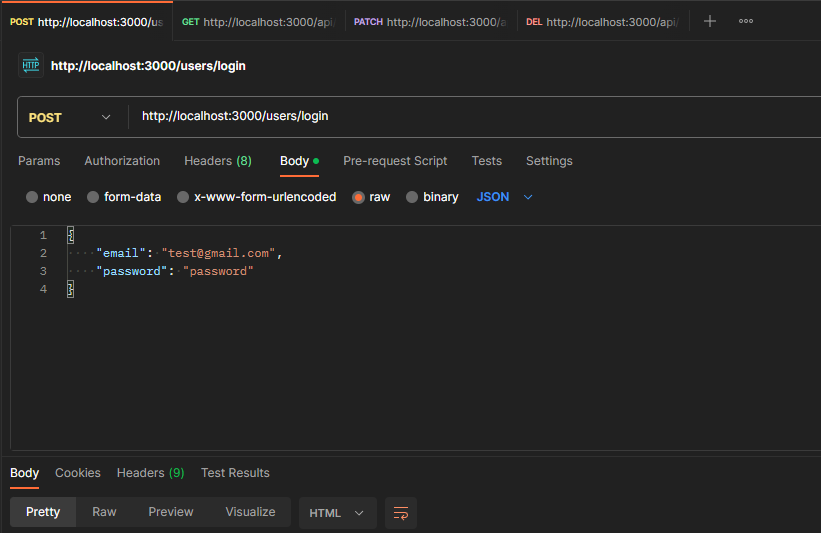 POST http://localhost:3000/us GET http://localhost:3000/api PATCH http://localhost:3000/a DEL http://localhost:3000/api/
HTTP http://localhost:3000/users/login
POST http://localhost:3000/users/login
Params Authorization Headers (8) Body Pre-request Script Tests Settings
none form-data x-www-form-urlencoded raw binary JSON
1 {
2 "email": "test@gmail.com",
3 "password": "password"
4 }
Body Cookies Headers (9) Test Results
Pretty Raw Preview Visualize HTML